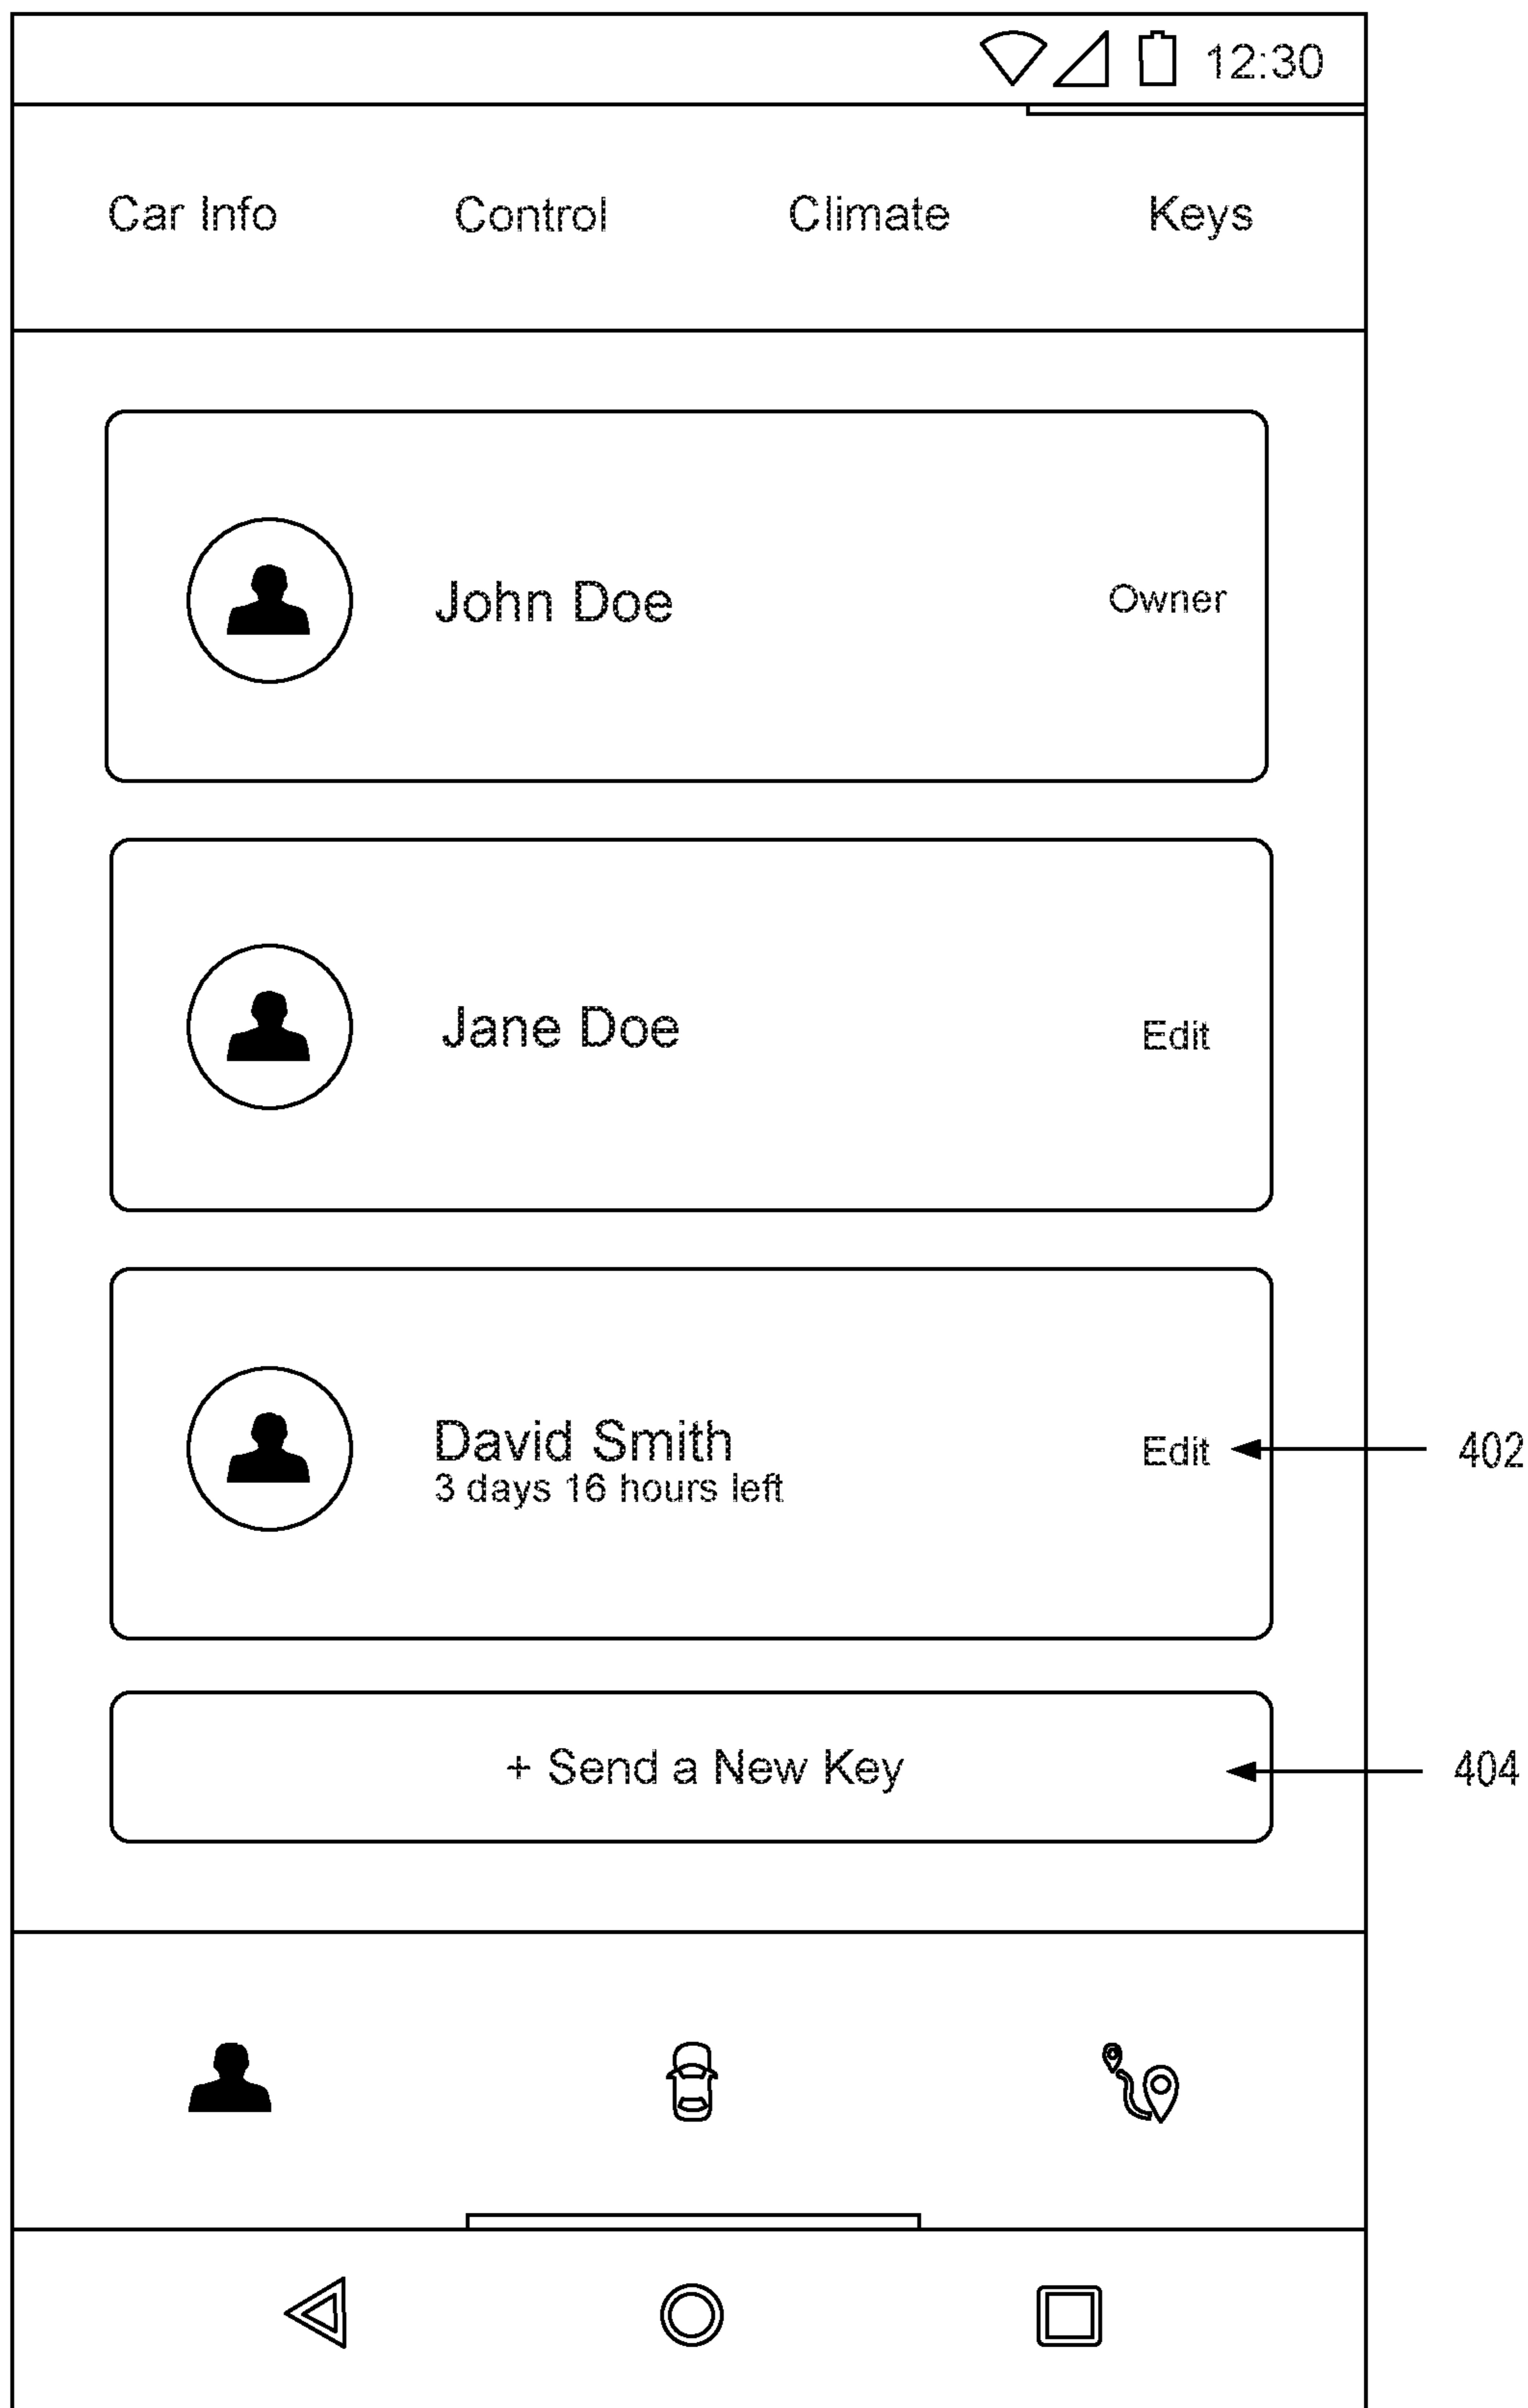 12:30
Car Info Control Climate Keys
John Doe Owner
Jane Doe Edit
David Smith Edit 402
3 days 16 hours left
+ Send a New Key 404